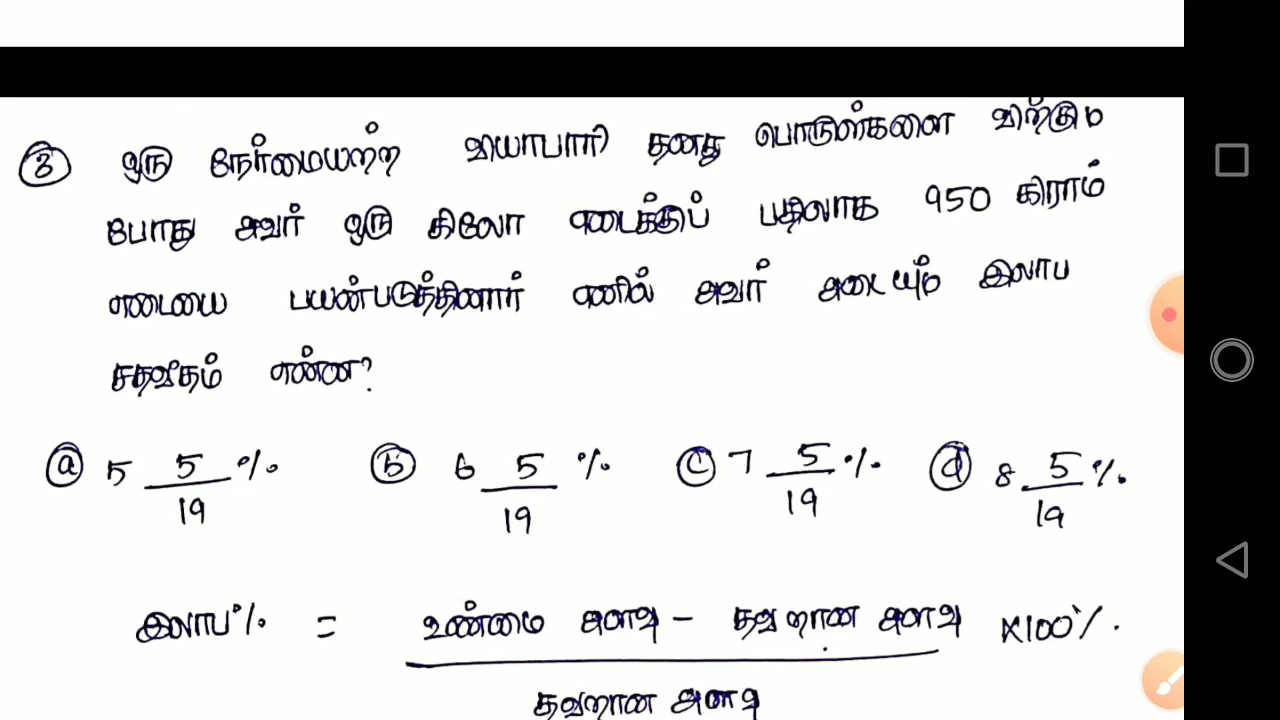 ③ ஒரு நேர்மையற்ற வியாபாரி தனது பொருள்களை விற்கும்
போது அவர் ஒரு கிலோ எடைக்குப் பதிலாக 950 கிராம்
எடையை பயன்படுத்தினார் எனில் அவர் அடையும் இலாப
சதவீதம் என்ன?
ⓐ 5 5/19 % ⓑ 6 5/19 % ⓒ 7 5/19 % ⓓ 8 5/19 %
இலாப% = உண்மை அளவு - தவறான அளவு X100%.
தவறான அளவு